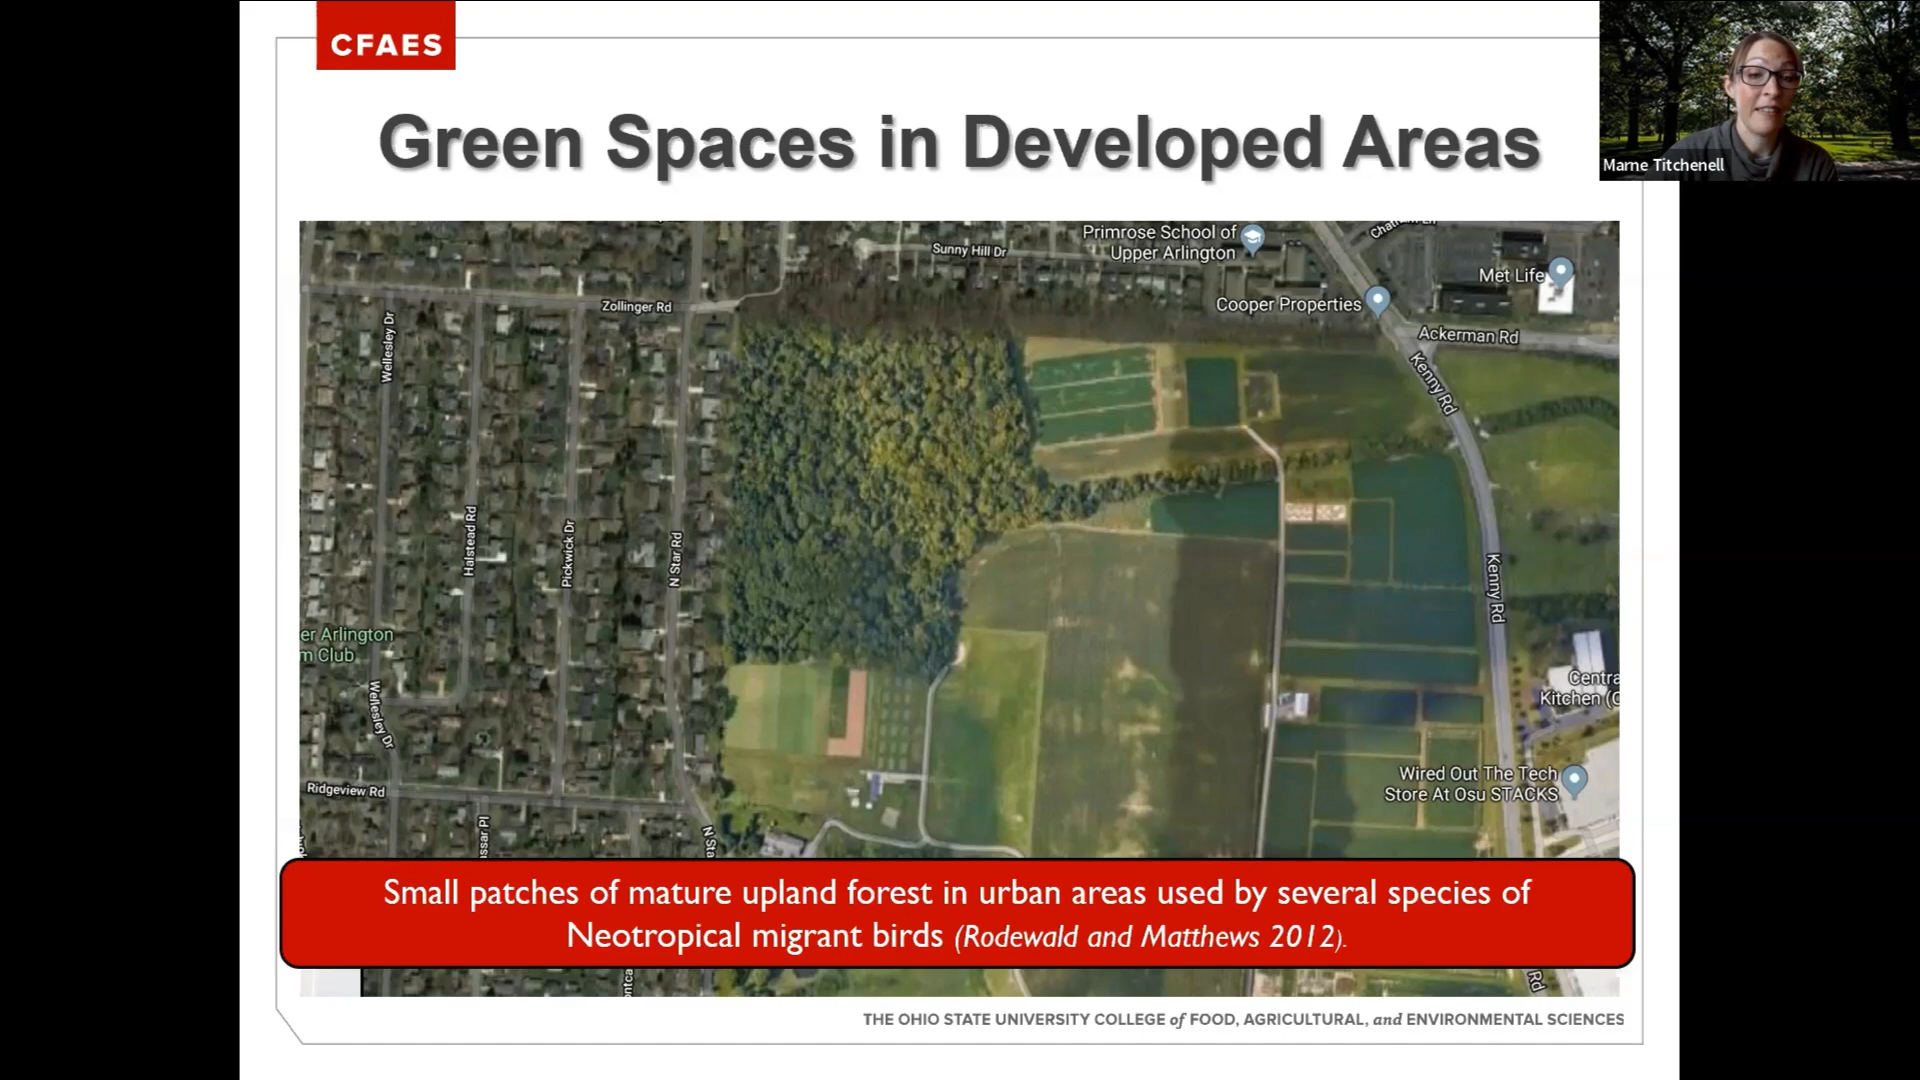 CFAES
Green Spaces in Developed Areas
Marne Titchenell
Primrose School of
Upper Arlington
Sunny Hill Dr
Met Life
Cooper Properties
Zollinger Rd
Ackerman Rd
Kenny Rd
Wellesley Dr
Halstead Rd
Pickwick Dr
N Star Rd
Kenny Rd
er Arlington
m Club
Centra
Kitchen (C
Wellesley Dr
Wired Out The Tech
Store At Osu STACKS
Ridgeview Rd
assar Pl
N Sta
Small patches of mature upland forest in urban areas used by several species of
Neotropical migrant birds (Rodewald and Matthews 2012).
Rd
THE OHIO STATE UNIVERSITY COLLEGE of FOOD, AGRICULTURAL, and ENVIRONMENTAL SCIENCES